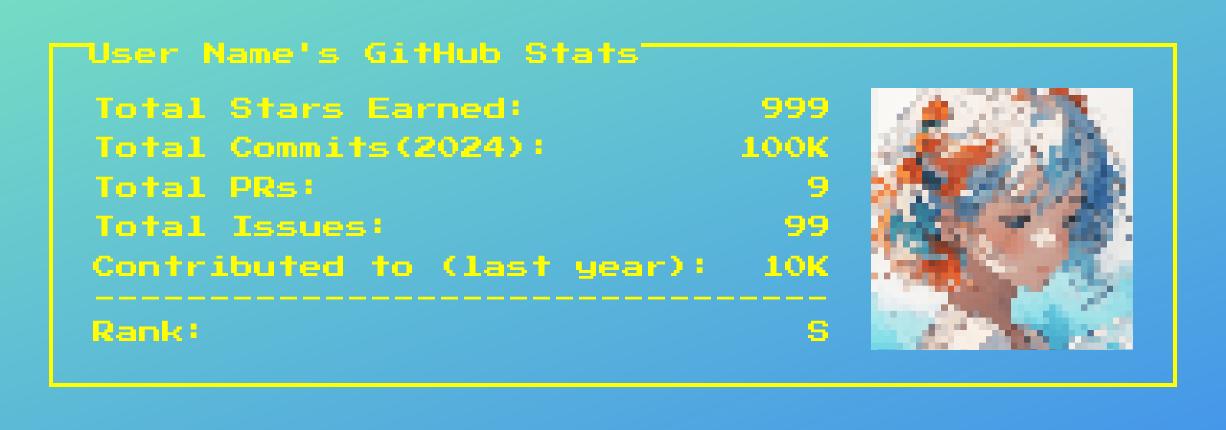 User Name's GitHub Stats
Total Stars Earned: 999
Total Commits(2024): 100K
Total PRs: 9
Total Issues: 99
Contributed to (last year): 10K
--------------------------------
Rank: S